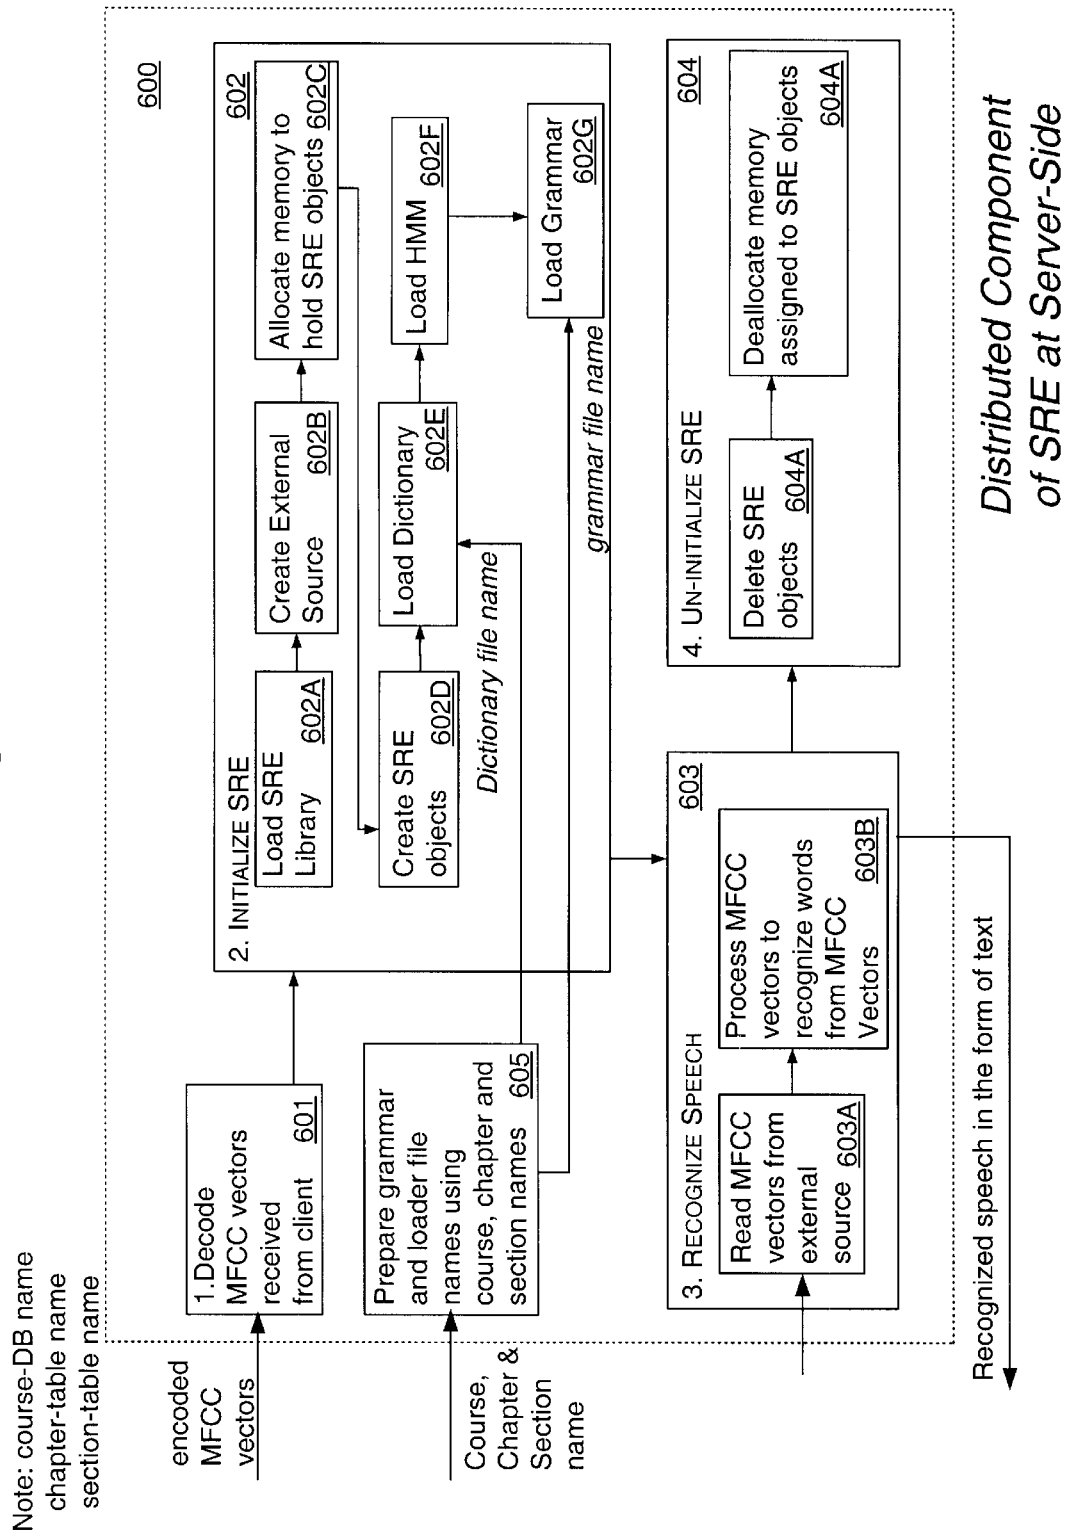 Note: course-DB name
chapter-table name
section-table name
600
encoded
MFCC
vectors
1.Decode
MFCC vectors
received
from client 601
Course,
Chapter &
Section
name
Prepare grammar
and loader file
names using
course, chapter and
section names 605
2. INITIALIZE SRE
602
Load SRE
Library 602A
Create External
Source 602B
Allocate memory to
hold SRE objects 602C
Create SRE
objects 602D
Load Dictionary
602E
Load HMM
602F
Dictionary file name
Load Grammar
602G
grammar file name
3. RECOGNIZE SPEECH
603
Read MFCC
vectors from
external
source 603A
Process MFCC
vectors to
recognize words
from MFCC
Vectors 603B
4. UN-INITIALIZE SRE
604
Delete SRE
objects 604A
Deallocate memory
assigned to SRE objects
604A
Recognized speech in the form of text
Distributed Component
of SRE at Server-Side